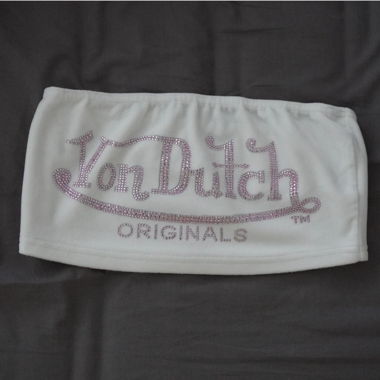 Von Dutch
TM
ORIGINALS